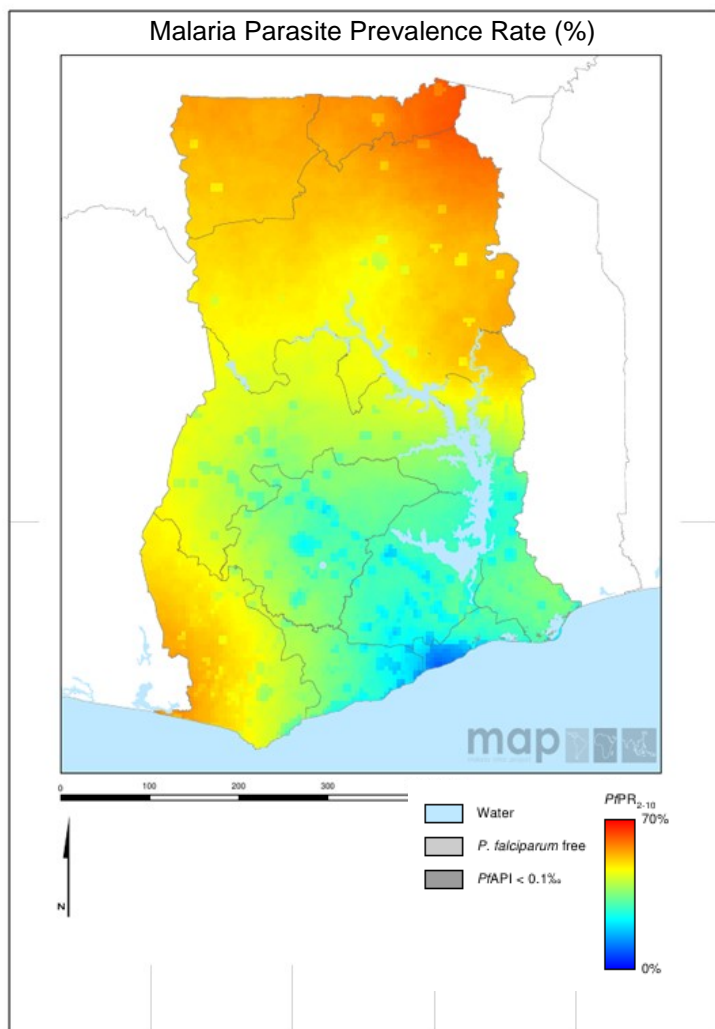 Malaria Parasite Prevalence Rate (%)
map
0 100 200 300
Water
P. falciparum free
PfAPI < 0.1‰
N
PfPR2-10
70%
0%